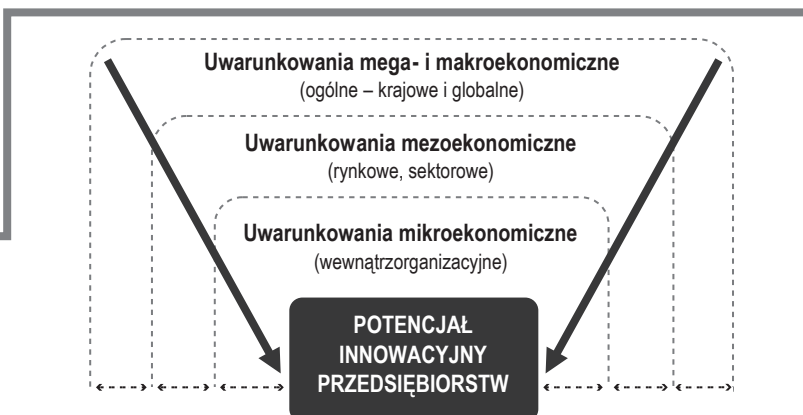 Uwarunkowania mega- i makroekonomiczne
(ogólne – krajowe i globalne)
Uwarunkowania mezoekonomiczne
(rynkowe, sektorowe)
Uwarunkowania mikroekonomiczne
(wewnątrzorganizacyjne)
POTENCJAŁ
INNOWACYJNY
PRZEDSIĘBIORSTW